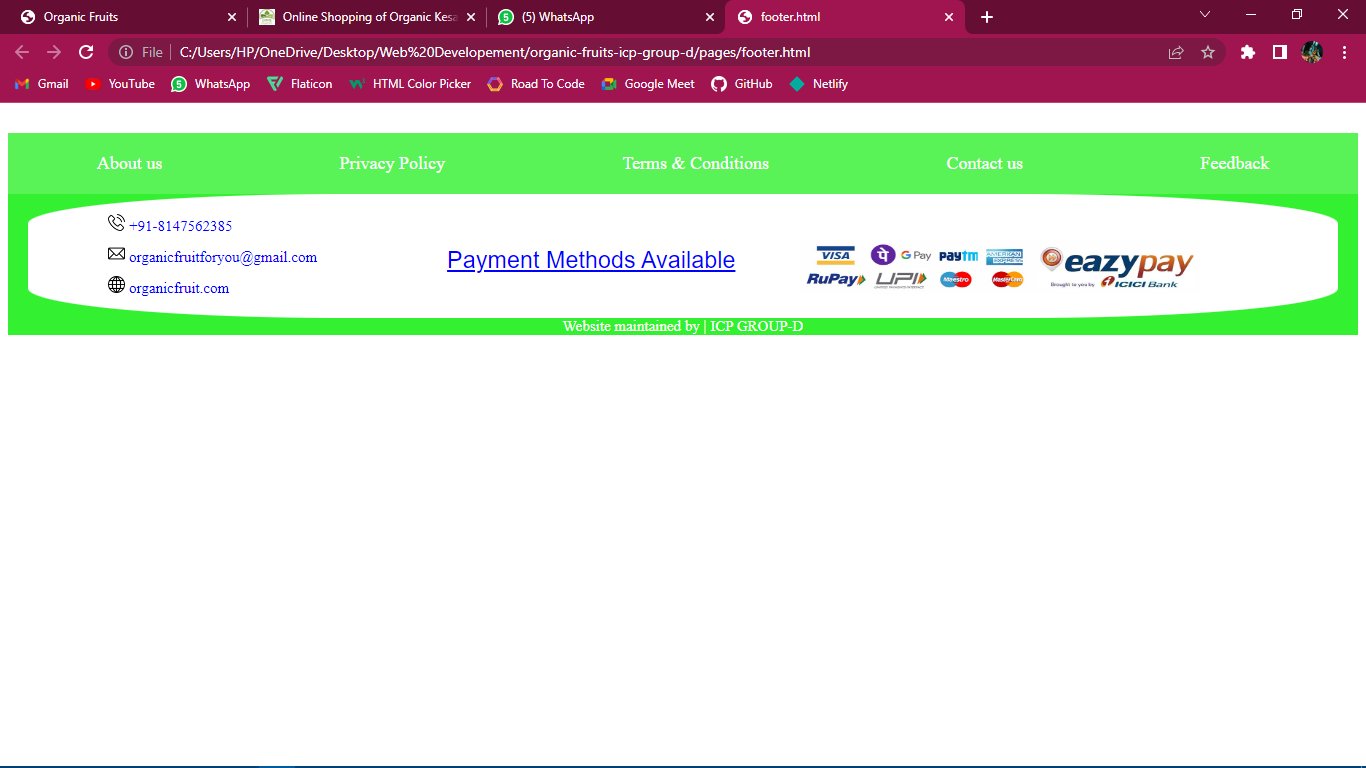 Organic Fruits
Online Shopping of Organic Kesa
(5) WhatsApp
footer.html
File
C:/Users/HP/OneDrive/Desktop/Web%20Developement/organic-fruits-icp-group-d/pages/footer.html
Gmail YouTube 5 WhatsApp Flaticon HTML Color Picker Road To Code Google Meet GitHub Netlify
About us Privacy Policy Terms & Conditions Contact us Feedback
+91-8147562385
organicfruitforyou@gmail.com
organicfruit.com
Payment Methods Available
VISA G Pay paytm AMERICAN EXPRESS
RuPay UPI Maestro MasterCard
eazypay
Brought to you by ICICI Bank
Website maintained by | ICP GROUP-D